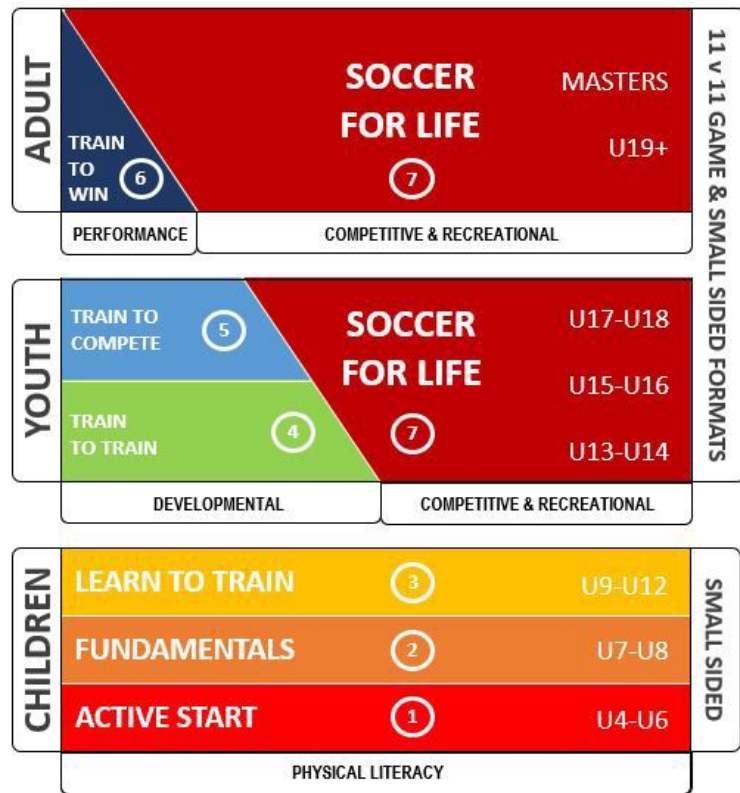 ADULT
TRAIN
TO
WIN
6
SOCCER
FOR LIFE
7
MASTERS
U19+
PERFORMANCE
COMPETITIVE & RECREATIONAL
11 v 11 GAME & SMALL SIDED FORMATS
YOUTH
TRAIN TO
COMPETE
5
TRAIN
TO TRAIN
4
SOCCER
FOR LIFE
7
U17-U18
U15-U16
U13-U14
DEVELOPMENTAL
COMPETITIVE & RECREATIONAL
CHILDREN
LEARN TO TRAIN
3
U9-U12
FUNDAMENTALS
2
U7-U8
ACTIVE START
1
U4-U6
SMALL SIDED
PHYSICAL LITERACY